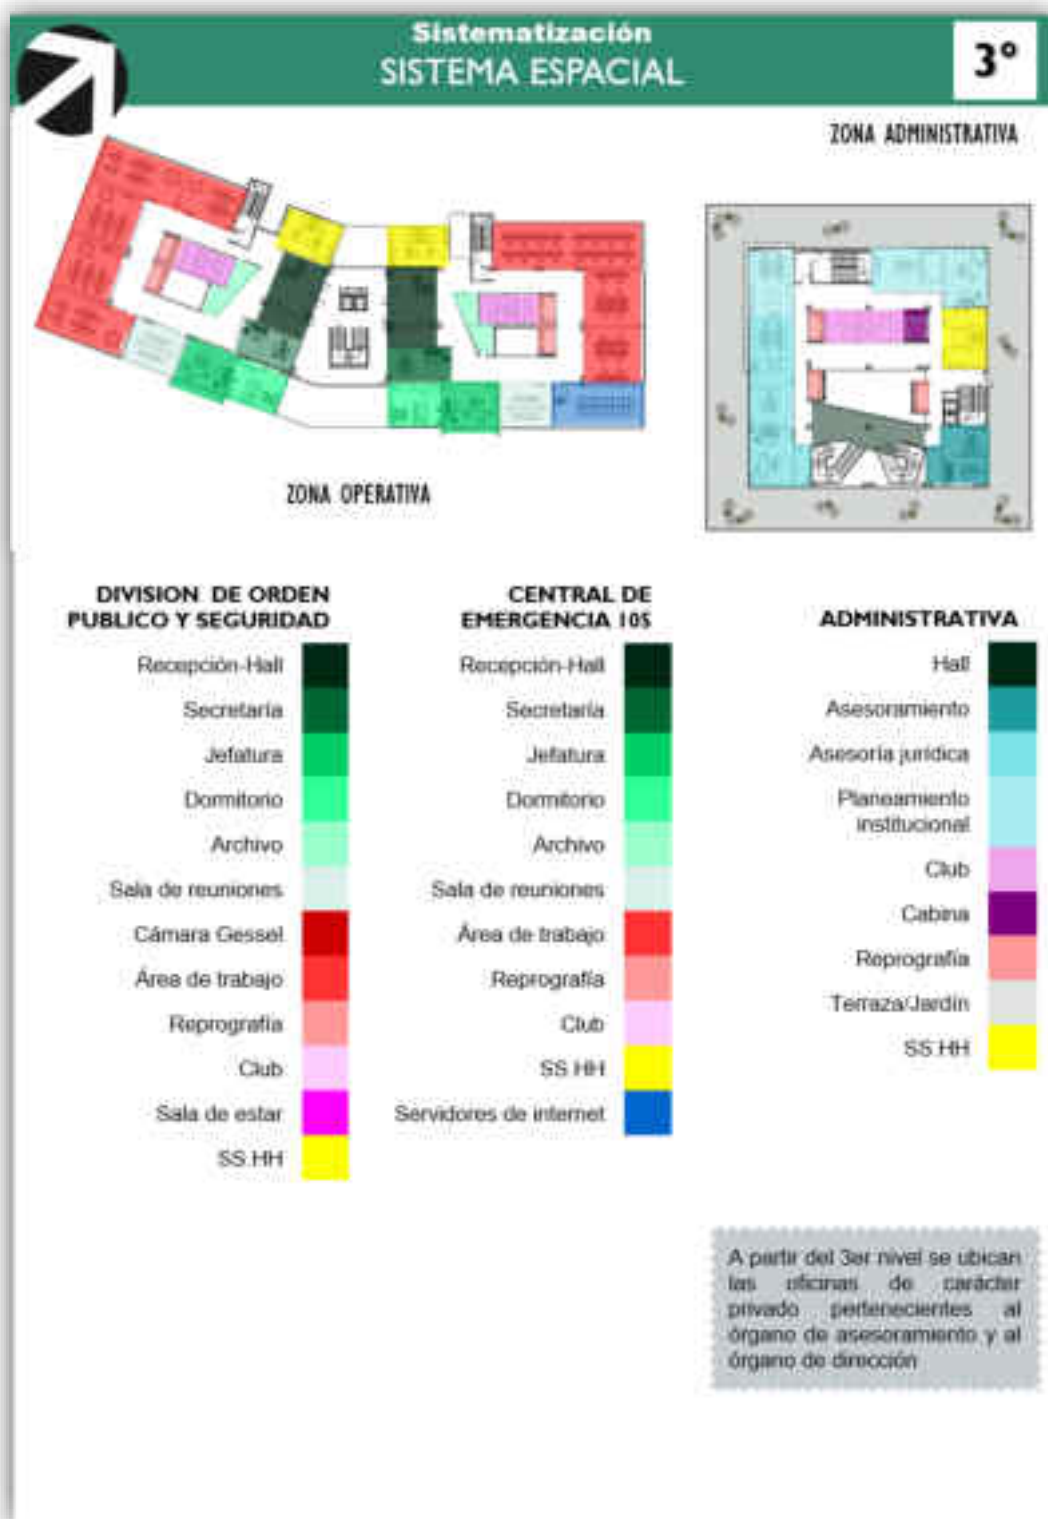 Sistematización
SISTEMA ESPACIAL
3°
ZONA ADMINISTRATIVA
ZONA OPERATIVA
DIVISION DE ORDEN
PUBLICO Y SEGURIDAD
Recepción-Hall
Secretaría
Jefatura
Dormitorio
Archivo
Sala de reuniones
Cámara Gessel
Área de trabajo
Reprografía
Club
Sala de estar
SS.HH
CENTRAL DE
EMERGENCIA 105
Recepción-Hall
Secretaría
Jefatura
Dormitorio
Archivo
Sala de reuniones
Área de trabajo
Reprografía
Club
SS.HH
Servidores de internet
ADMINISTRATIVA
Hall
Asesoramiento
Asesoría jurídica
Planeamiento
institucional
Club
Cabina
Reprografía
Terraza/Jardín
SS.HH
A partir del 3er nivel se ubican
las oficinas de carácter
privado pertenecientes al
órgano de asesoramiento y al
órgano de dirección